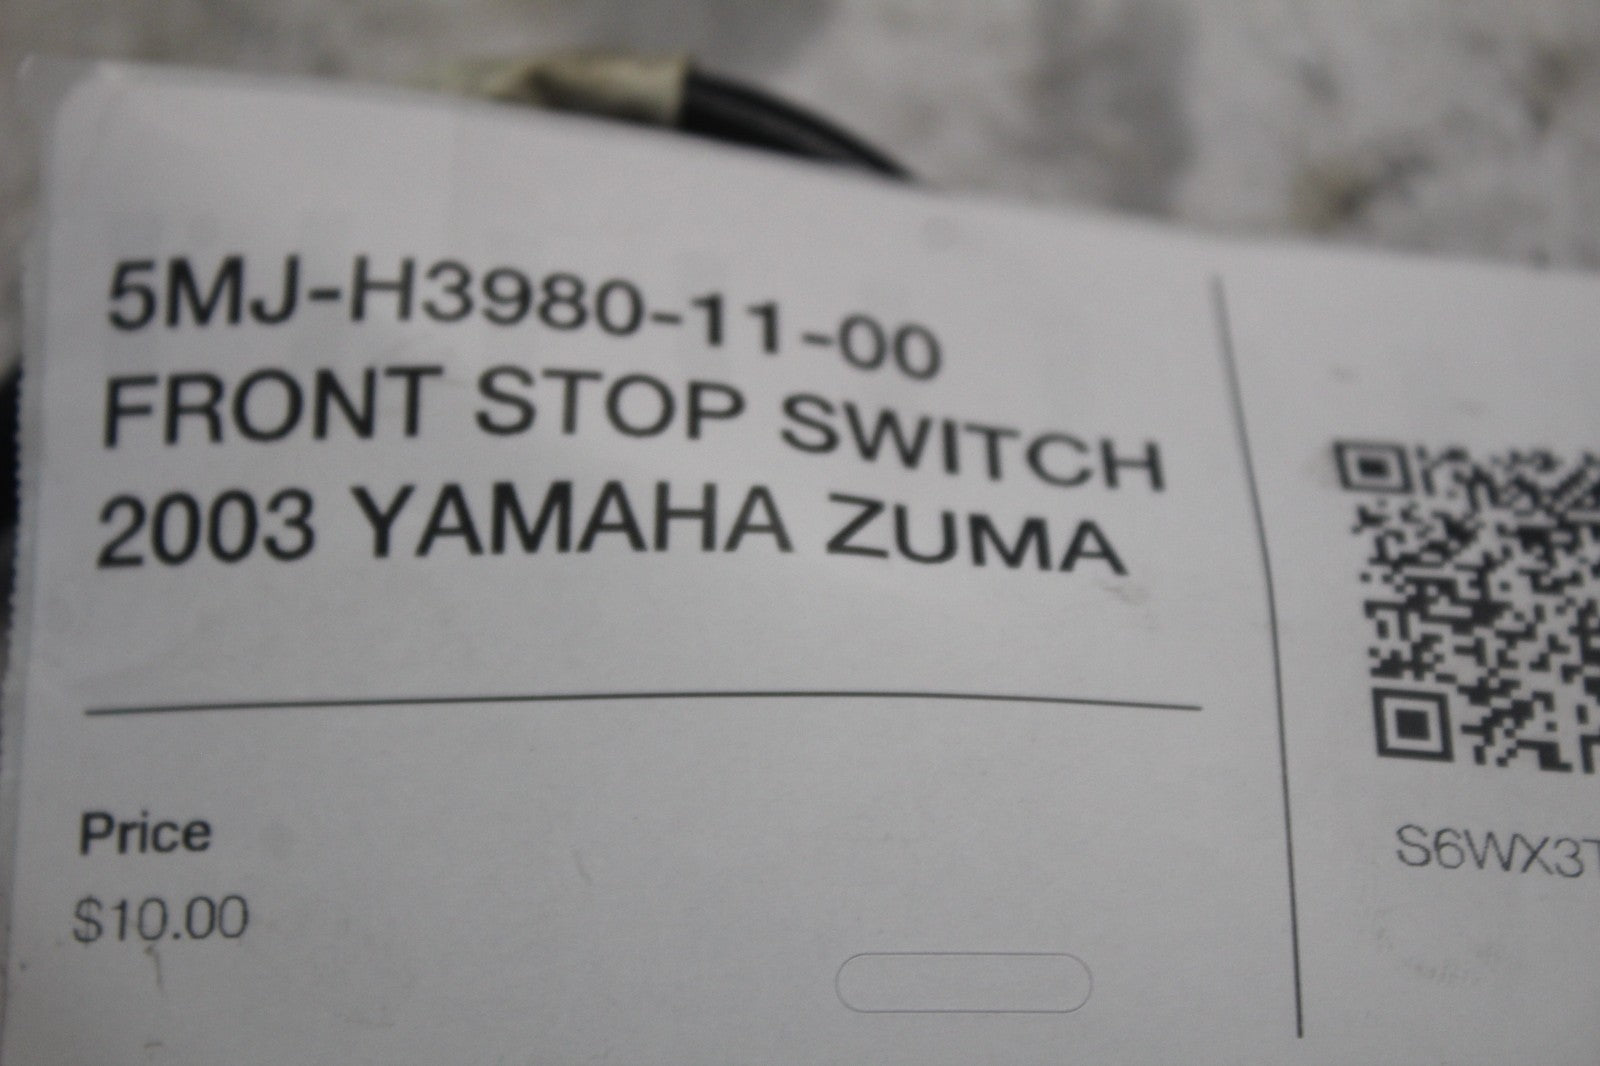 5MJ-H3980-11-00
FRONT STOP SWITCH
2003 YAMAHA ZUMA
Price
$10.00
S6WX3T